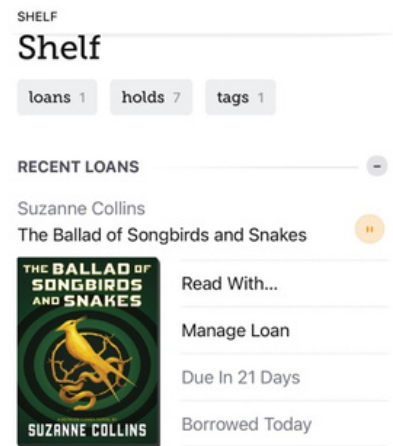 SHELF
Shelf
loans 1
holds 7
tags 1
RECENT LOANS
Suzanne Collins
The Ballad of Songbirds and Snakes
THE BALLAD OF
SONGBIRDS
AND SNAKES
SUZANNE COLLINS
Read With...
Manage Loan
Due In 21 Days
Borrowed Today